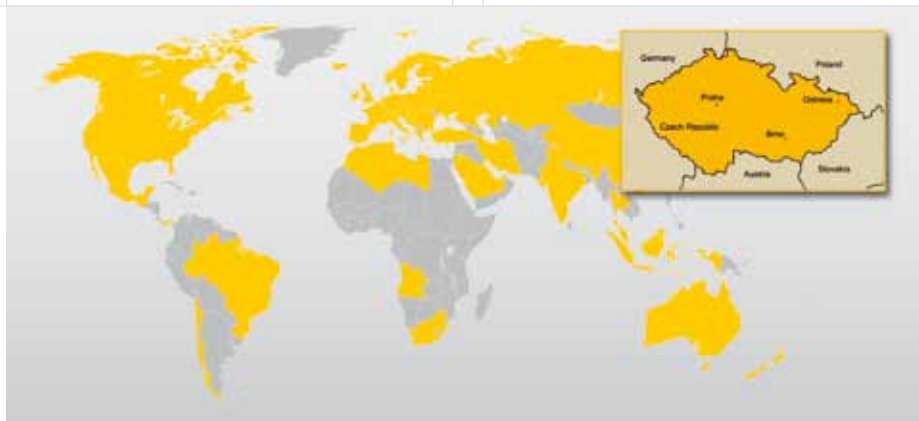 Germany
Poland
Praha
Ostrava
Czech Republic
Brno
Austria
Slovakia